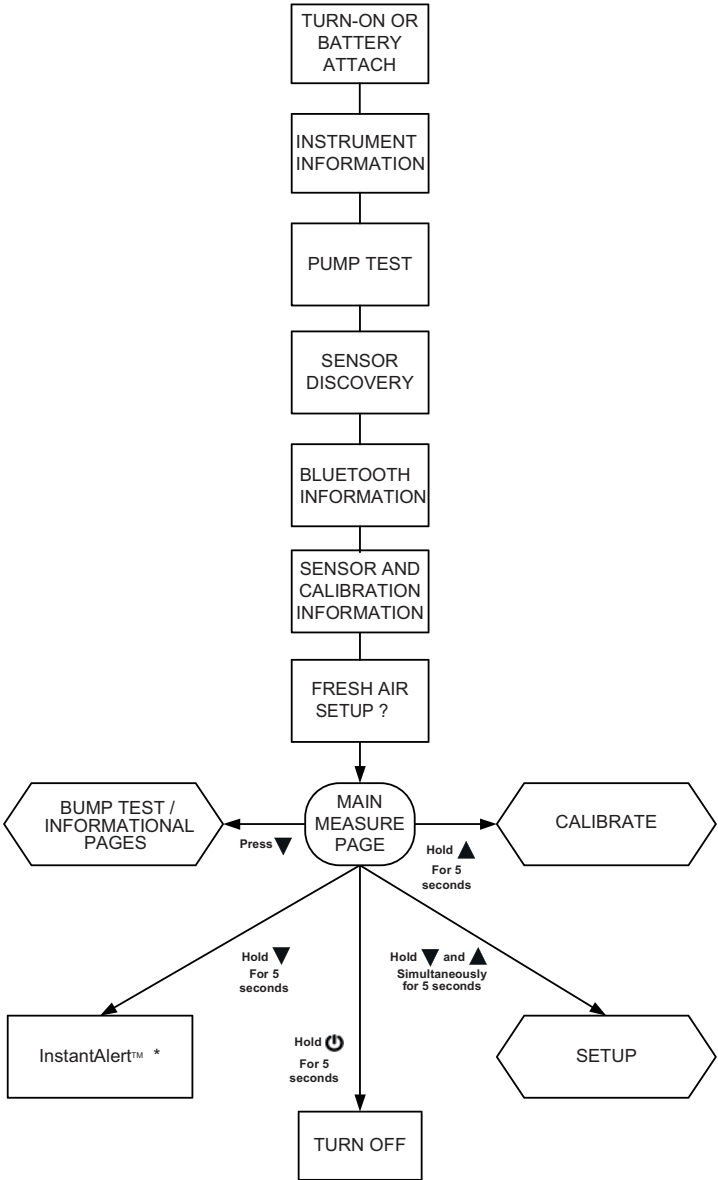 TURN-ON OR
BATTERY
ATTACH
INSTRUMENT
INFORMATION
PUMP TEST
SENSOR
DISCOVERY
BLUETOOTH
INFORMATION
SENSOR AND
CALIBRATION
INFORMATION
FRESH AIR
SETUP ?
BUMP TEST /
INFORMATIONAL
PAGES
Press ▼
MAIN
MEASURE
PAGE
Hold ▲
For 5
seconds
CALIBRATE
Hold ▼
For 5
seconds
Hold ▼ and ▲
Simultaneously
for 5 seconds
InstantAlert™ *
Hold ⏻
For 5
seconds
SETUP
TURN OFF